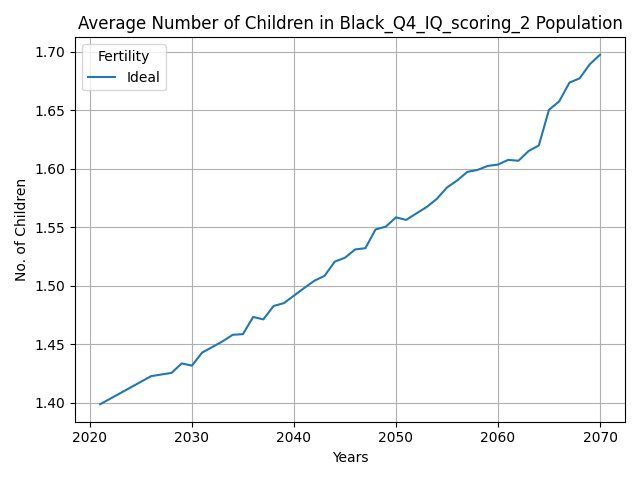 Average Number of Children in Black_Q4_IQ_scoring_2 Population
Fertility
Ideal
1.70
1.65
1.60
1.55
1.50
1.45
1.40
No. of Children
2020
2030
2040
2050
2060
2070
Years